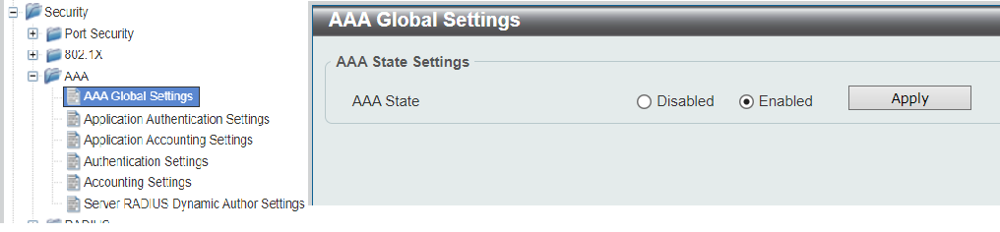 Security
Port Security
802.1X
AAA
AAA Global Settings
Application Authentication Settings
Application Accounting Settings
Authentication Settings
Accounting Settings
Server RADIUS Dynamic Author Settings
RADIUS
AAA Global Settings
AAA State Settings
AAA State
Disabled
Enabled
Apply